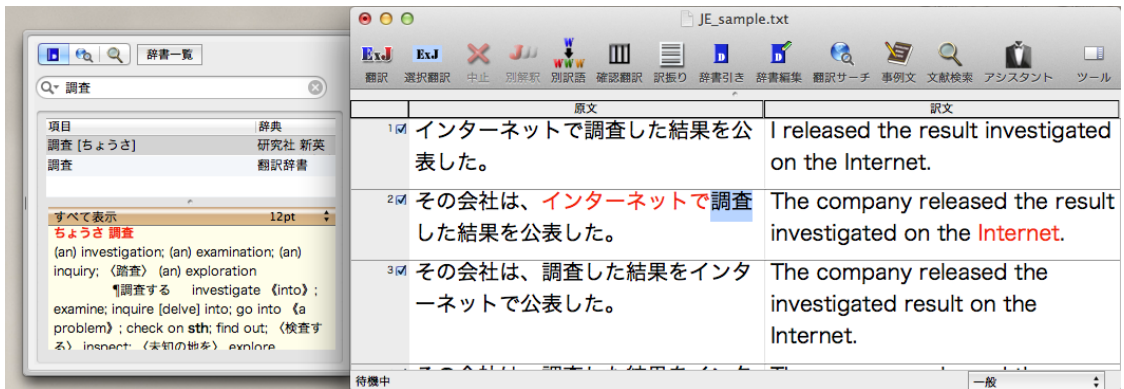 辞書一覧
調査
項目 辞典
調査 [ちょうさ] 研究社 新英
調査 翻訳辞書
すべて表示 12pt
ちょうさ 調査
(an) investigation; (an) examination; (an)
inquiry; 〈踏査〉 (an) exploration
¶調査する investigate 《into》;
examine; inquire [delve] into; go into 《a
problem》; check on sth; find out; 〈検査す
る〉 inspect; 〈未知の地を〉 explore
JE_sample.txt
翻訳 選択翻訳 中止 別解釈 別訳語 確認翻訳 訳振り 辞書引き 辞書編集 翻訳サーチ 事例文 文献検索 アシスタント ツール
原文 訳文
1 インターネットで調査した結果を公
表した。
I released the result investigated
on the Internet.
2 その会社は、インターネットで調査
した結果を公表した。
The company released the result
investigated on the Internet.
3 その会社は、調査した結果をインタ
ーネットで公表した。
The company released the
investigated result on the
Internet.
待機中 一般